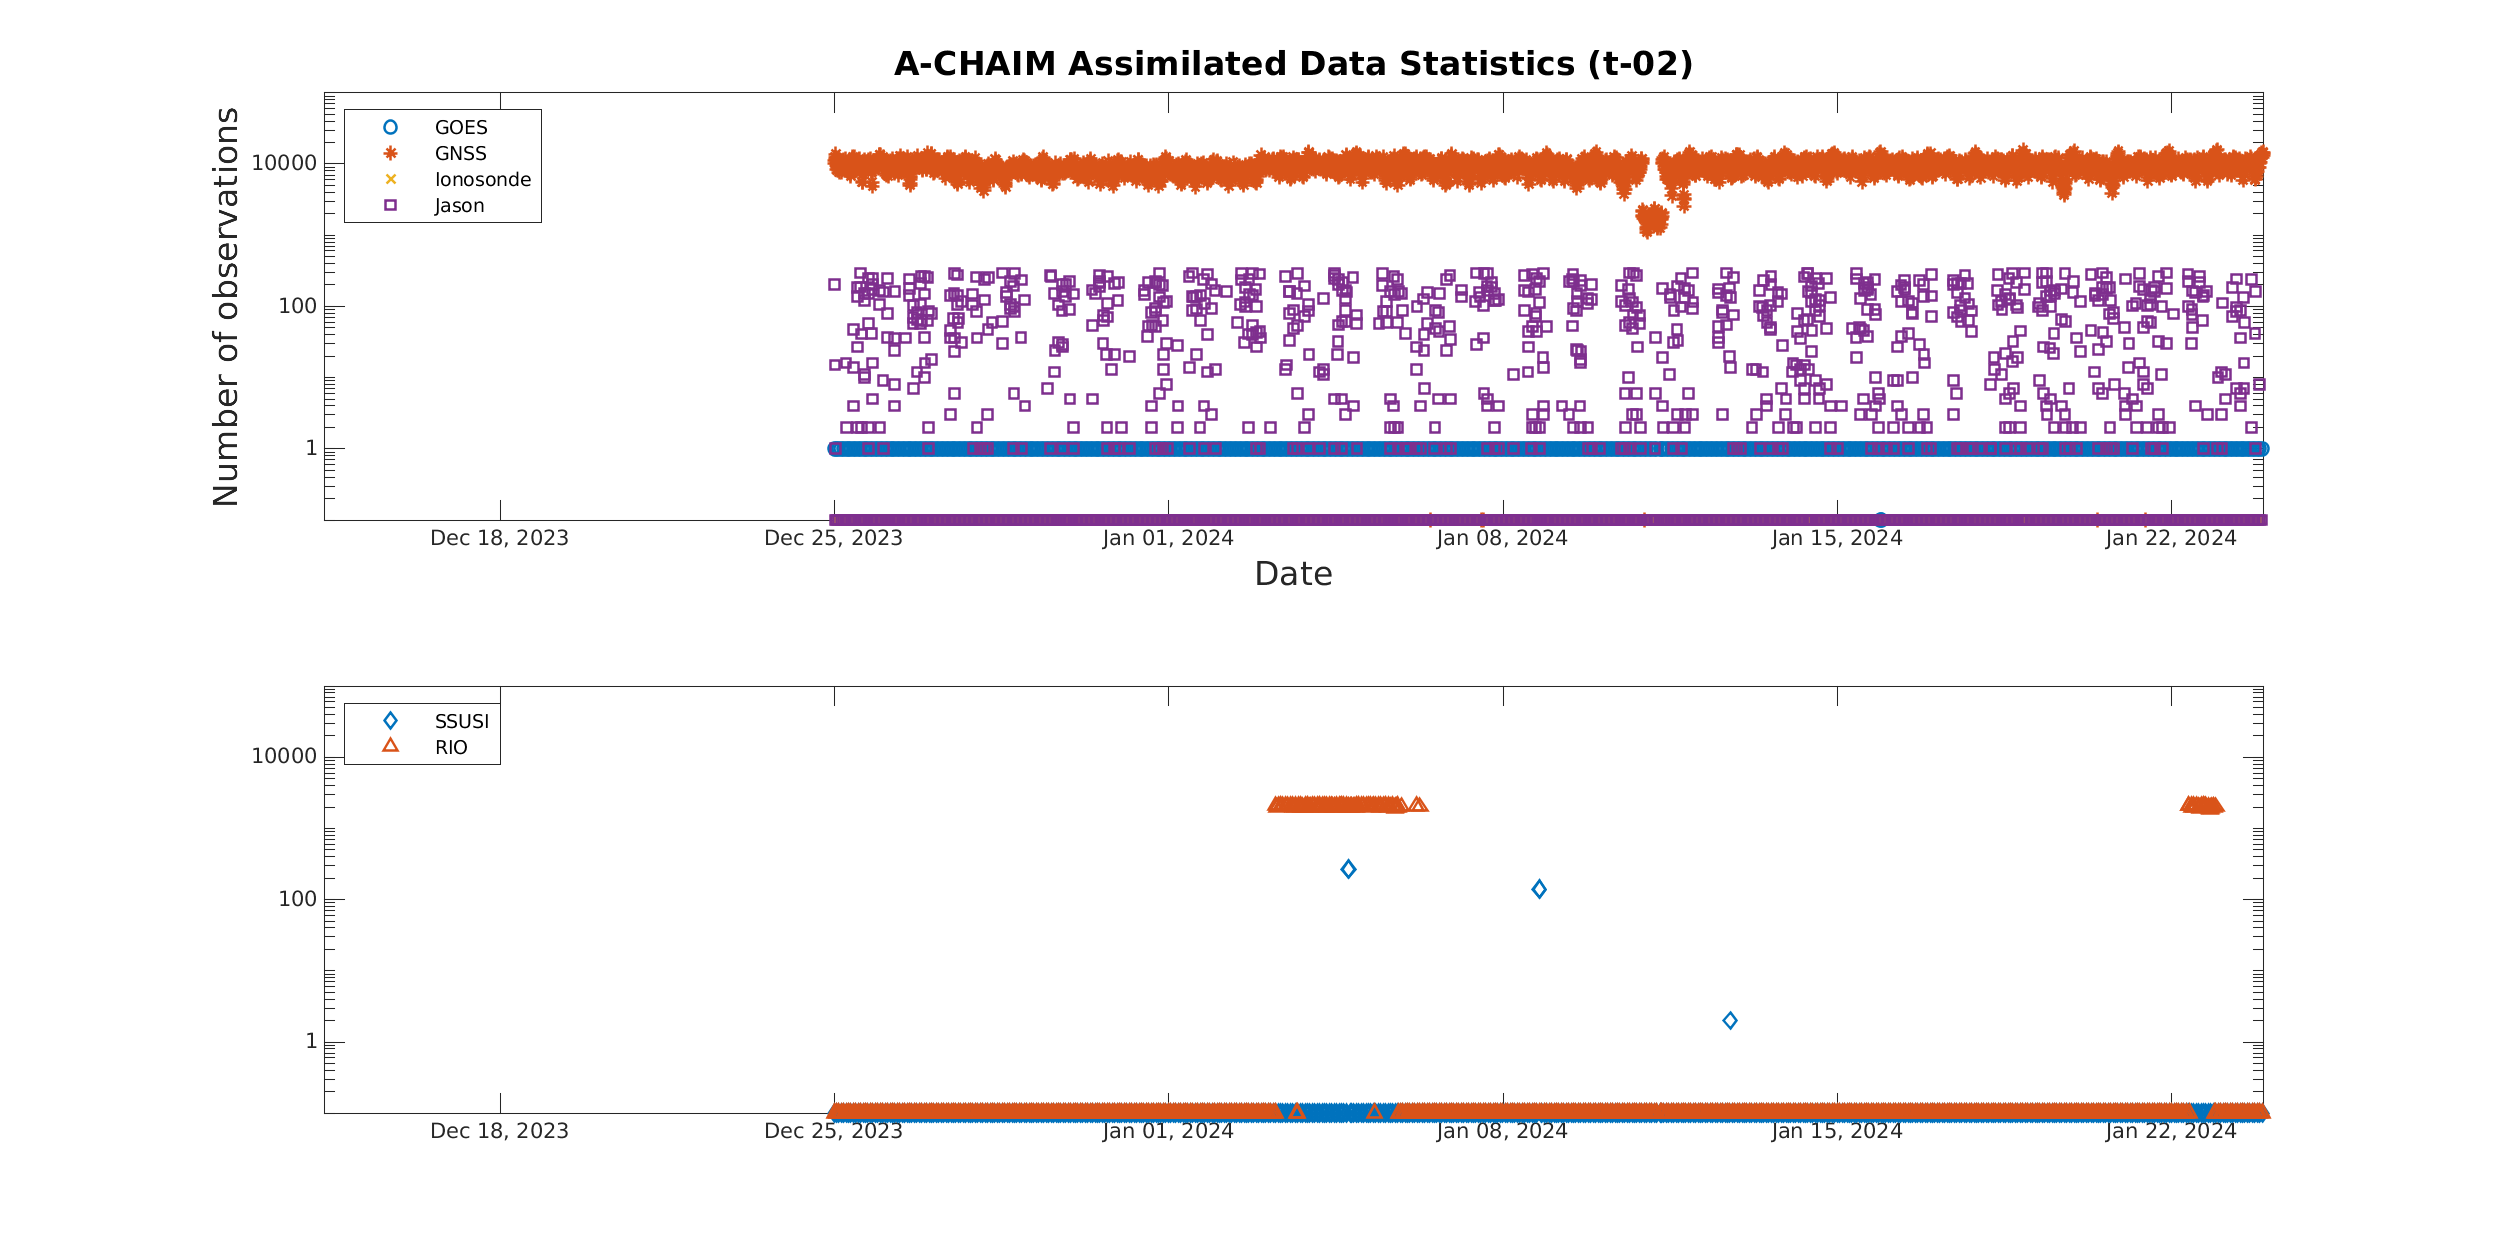 A-CHAIM Assimilated Data Statistics (t-02)
GOES
GNSS
Ionosonde
Jason
Number of observations
10000
100
1
Dec 18, 2023
Dec 25, 2023
Jan 01, 2024
Jan 08, 2024
Jan 15, 2024
Jan 22, 2024
Date
SSUSI
RIO
10000
100
1
Dec 18, 2023
Dec 25, 2023
Jan 01, 2024
Jan 08, 2024
Jan 15, 2024
Jan 22, 2024